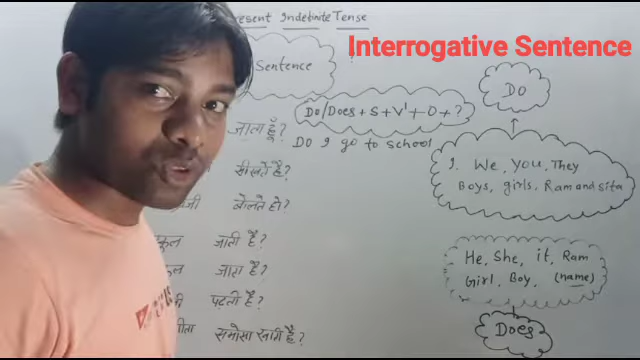 Present Indefinite Tense
Interrogative Sentence
Sentence
Do
Do/Does + S + V¹ + O + ?
जाता हूँ?
DO I go to school
सीखते हैं?
I. We, You, They
Boys, girls, Ram and Sita
बोलते हो?
जाती है?
He, She, it, Ram
जाता है?
Girl, Boy, (name)
पढ़ती है?
Does
समोसा खाती है?